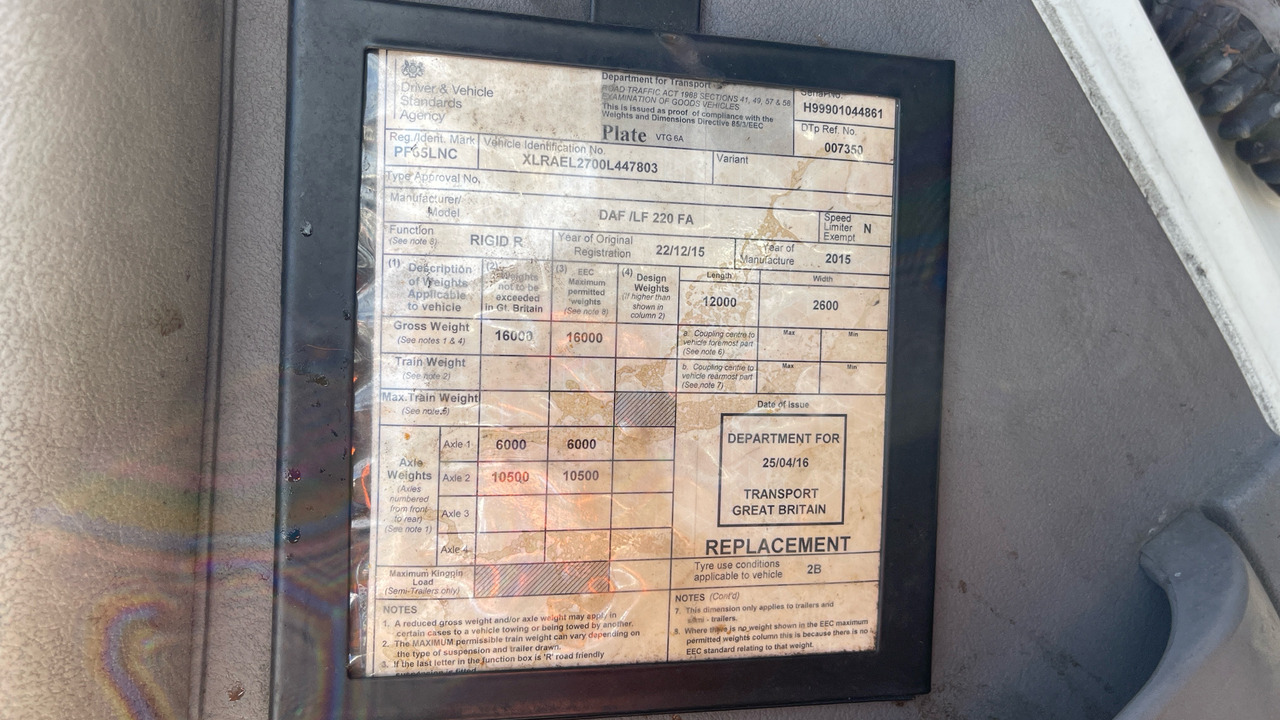 Driver & Vehicle
Standards
Agency
Department for Transport
ROAD TRAFFIC ACT 1988 SECTIONS 41, 49, 57 & 58
EXAMINATION OF GOODS VEHICLES
This is issued as proof of compliance with the
Weights and Dimensions Directive 85/3/EEC
Plate VTG 6A
Serial No.
H99901044861
DTp Ref. No.
007350
Reg./Ident. Mark
PF65LNC
Vehicle Identification No.
XLRAEL2700L447803
Variant
Type Approval No.
Manufacturer/
Model
DAF /LF 220 FA
Speed
Limiter
Exempt
N
Function
(See note 6)
RIGID R
Year of Original
Registration
22/12/15
Year of
Manufacture
2015
(1) Description
of Weights
Applicable
to vehicle
(2) Weights
not to be
exceeded
in Gt. Britain
(3) EEC
Maximum
permitted
weights
(See note 8)
(4) Design
Weights
(if higher than
shown in
column 2)
Length
12000
Width
2600
Gross Weight
(See notes 1 & 4)
16000
16000
a. Coupling centre to
vehicle foremost part
(See note 6)
Max
Min
Train Weight
(See note 2)
b. Coupling centre to
vehicle rearmost part
(See note 7)
Max
Min
Max.Train Weight
(See note 5)
Axle
Weights
(Axles
numbered
from front
to rear)
(See note 1)
Axle 1
6000
6000
Axle 2
10500
10500
Axle 3
Axle 4
Date of Issue
DEPARTMENT FOR
25/04/16
TRANSPORT
GREAT BRITAIN
REPLACEMENT
Maximum Kingpin
Load
(Semi-Trailers only)
Tyre use conditions
applicable to vehicle
2B
NOTES
1. A reduced gross weight and/or axle weight may apply in
certain cases to a vehicle towing or being towed by another.
2. The MAXIMUM permissible train weight can vary depending on
the type of suspension and trailer drawn.
3. If the last letter in the function box is 'R' road friendly
suspension is fitted
NOTES (Cont'd)
7. This dimension only applies to trailers and
semi - trailers.
8. Where there is no weight shown in the EEC maximum
permitted weights column this is because there is no
EEC standard relating to that weight.